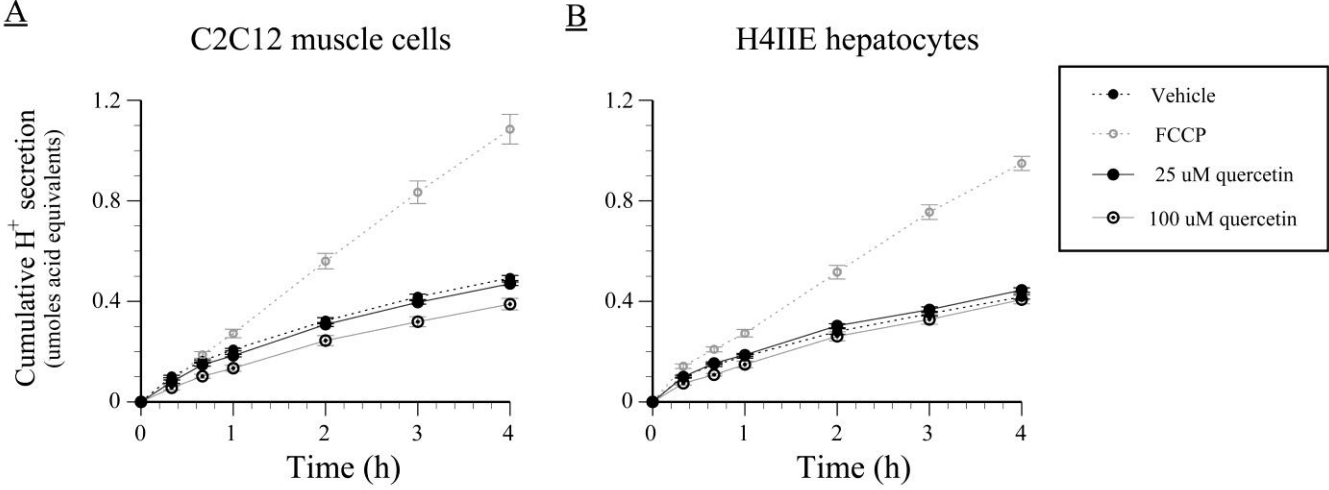 A
C2C12 muscle cells
Cumulative H+ secretion
(umoles acid equivalents)
1.2
0.8
0.4
0
0 1 2 3 4
Time (h)
B
H4IIE hepatocytes
1.2
0.8
0.4
0
0 1 2 3 4
Time (h)
Vehicle
FCCP
25 uM quercetin
100 uM quercetin